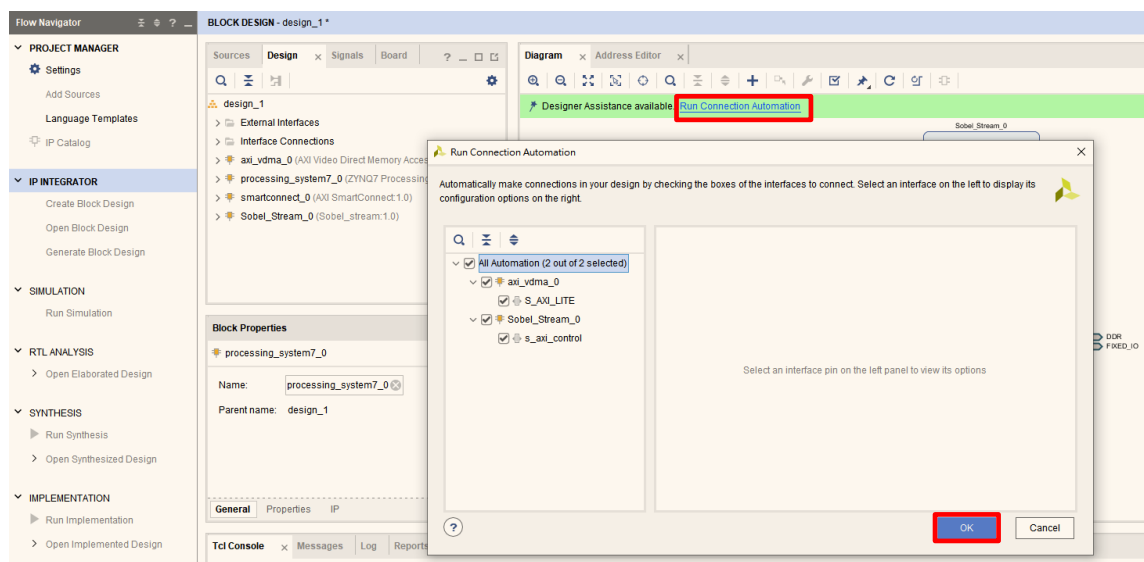 Flow Navigator
PROJECT MANAGER
Settings
Add Sources
Language Templates
IP Catalog
IP INTEGRATOR
Create Block Design
Open Block Design
Generate Block Design
SIMULATION
Run Simulation
RTL ANALYSIS
Open Elaborated Design
SYNTHESIS
Run Synthesis
Open Synthesized Design
IMPLEMENTATION
Run Implementation
Open Implemented Design
BLOCK DESIGN - design_1 *
Sources Design Signals Board
design_1
External Interfaces
Interface Connections
axi_vdma_0 (AXI Video Direct Memory Acces
processing_system7_0 (ZYNQ7 Processing
smartconnect_0 (AXI SmartConnect:1.0)
Sobel_Stream_0 (Sobel_stream:1.0)
Block Properties
processing_system7_0
Name: processing_system7_0
Parent name: design_1
General Properties IP
Tcl Console Messages Log Reports
Diagram Address Editor
Designer Assistance available. Run Connection Automation
Sobel_Stream_0
DDR
FIXED_IO
Run Connection Automation
Automatically make connections in your design by checking the boxes of the interfaces to connect. Select an interface on the left to display its
configuration options on the right.
All Automation (2 out of 2 selected)
axi_vdma_0
S_AXI_LITE
Sobel_Stream_0
s_axi_control
Select an interface pin on the left panel to view its options
OK Cancel